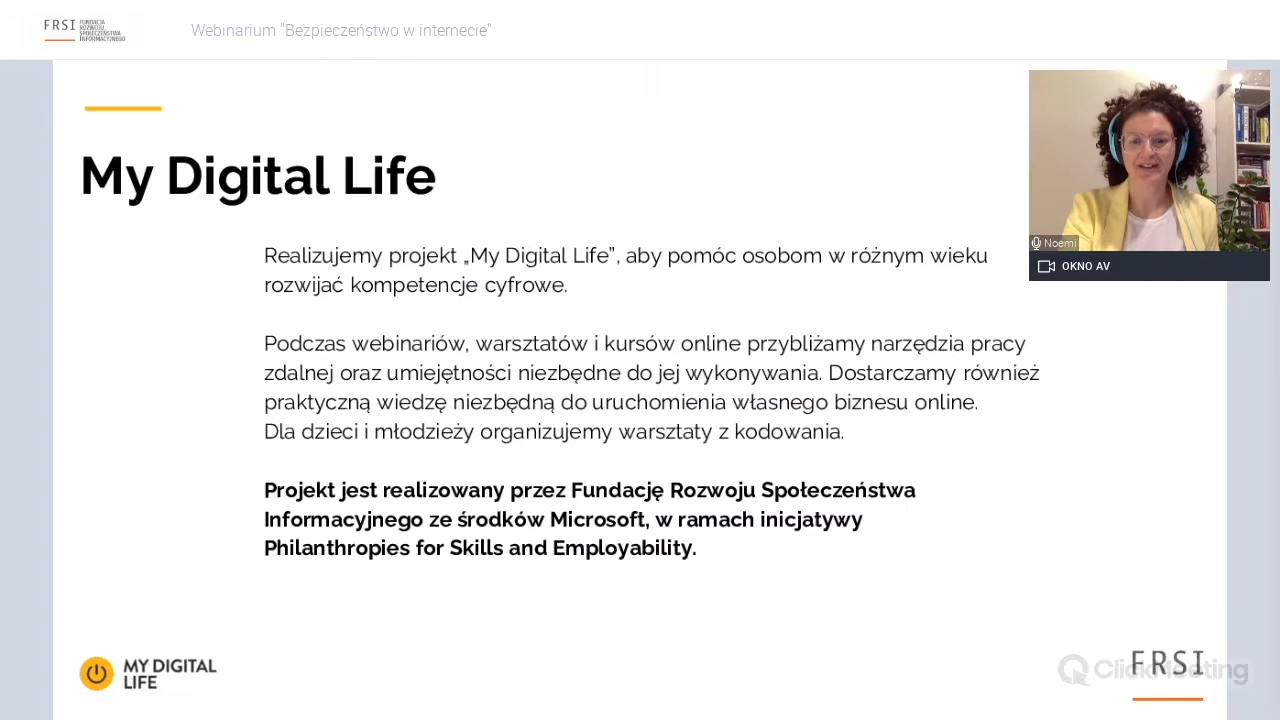 FRSI
FUNDACJA
ROZWOJU
SPOŁECZEŃSTWA
INFORMACYJNEGO
Webinarium "Bezpieczeństwo w internecie"
My Digital Life
Realizujemy projekt „My Digital Life”, aby pomóc osobom w różnym wieku
rozwijać kompetencje cyfrowe.
Podczas webinariów, warsztatów i kursów online przybliżamy narzędzia pracy
zdalnej oraz umiejętności niezbędne do jej wykonywania. Dostarczamy również
praktyczną wiedzę niezbędną do uruchomienia własnego biznesu online.
Dla dzieci i młodzieży organizujemy warsztaty z kodowania.
Projekt jest realizowany przez Fundację Rozwoju Społeczeństwa
Informacyjnego ze środków Microsoft, w ramach inicjatywy
Philanthropies for Skills and Employability.
Noemi
OKNO AV
MY DIGITAL
LIFE
FRSI
ClickMeeting